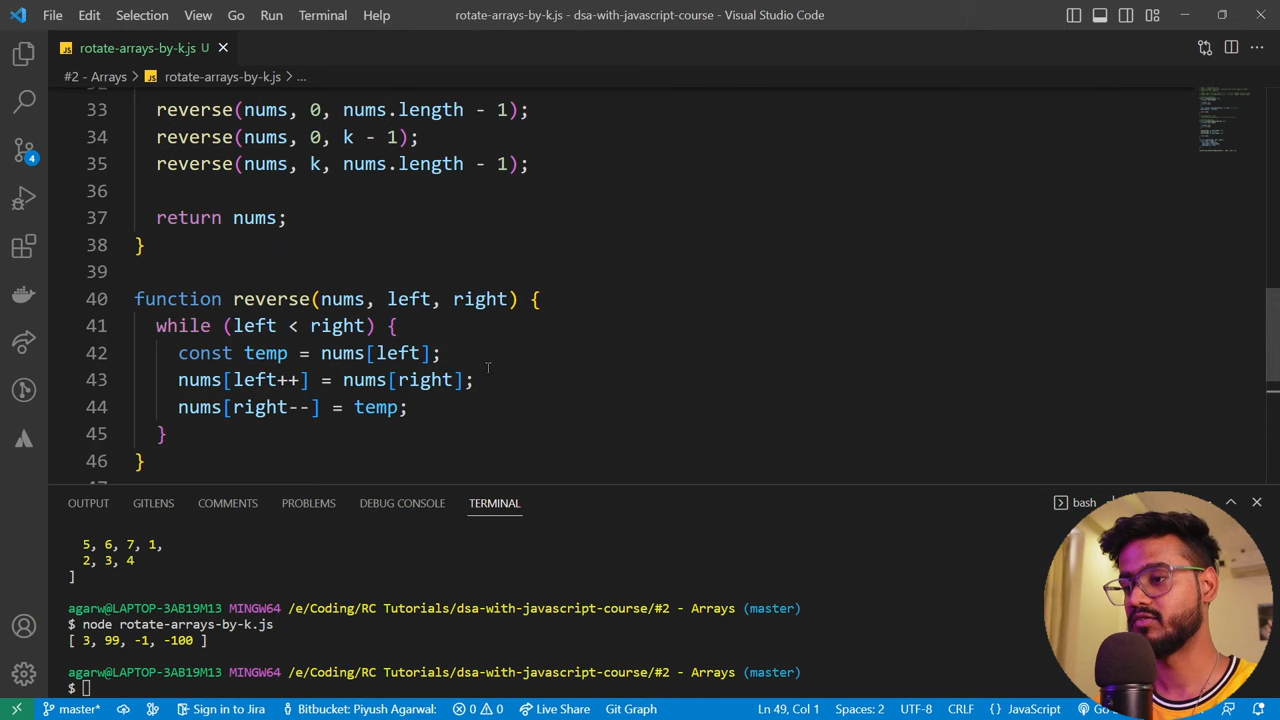 File Edit Selection View Go Run Terminal Help rotate-arrays-by-k.js - dsa-with-javascript-course - Visual Studio Code
JS rotate-arrays-by-k.js U
#2 - Arrays > JS rotate-arrays-by-k.js > ...
33 reverse(nums, 0, nums.length - 1);
34 reverse(nums, 0, k - 1);
35 reverse(nums, k, nums.length - 1);
36
37 return nums;
38 }
39
40 function reverse(nums, left, right) {
41 while (left < right) {
42 const temp = nums[left];
43 nums[left++] = nums[right];
44 nums[right--] = temp;
45 }
46 }
4
OUTPUT GITLENS COMMENTS PROBLEMS DEBUG CONSOLE TERMINAL bash
5, 6, 7, 1,
2, 3, 4
]
agarw@LAPTOP-3AB19M13 MINGW64 /e/Coding/RC Tutorials/dsa-with-javascript-course/#2 - Arrays (master)
$ node rotate-arrays-by-k.js
[ 3, 99, -1, -100 ]
agarw@LAPTOP-3AB19M13 MINGW64 /e/Coding/RC Tutorials/dsa-with-javascript-course/#2 - Arrays (master)
$
master* Sign in to Jira Bitbucket: Piyush Agarwal: 0 0 Live Share Git Graph Ln 49, Col 1 Spaces: 2 UTF-8 CRLF {} JavaScript Go